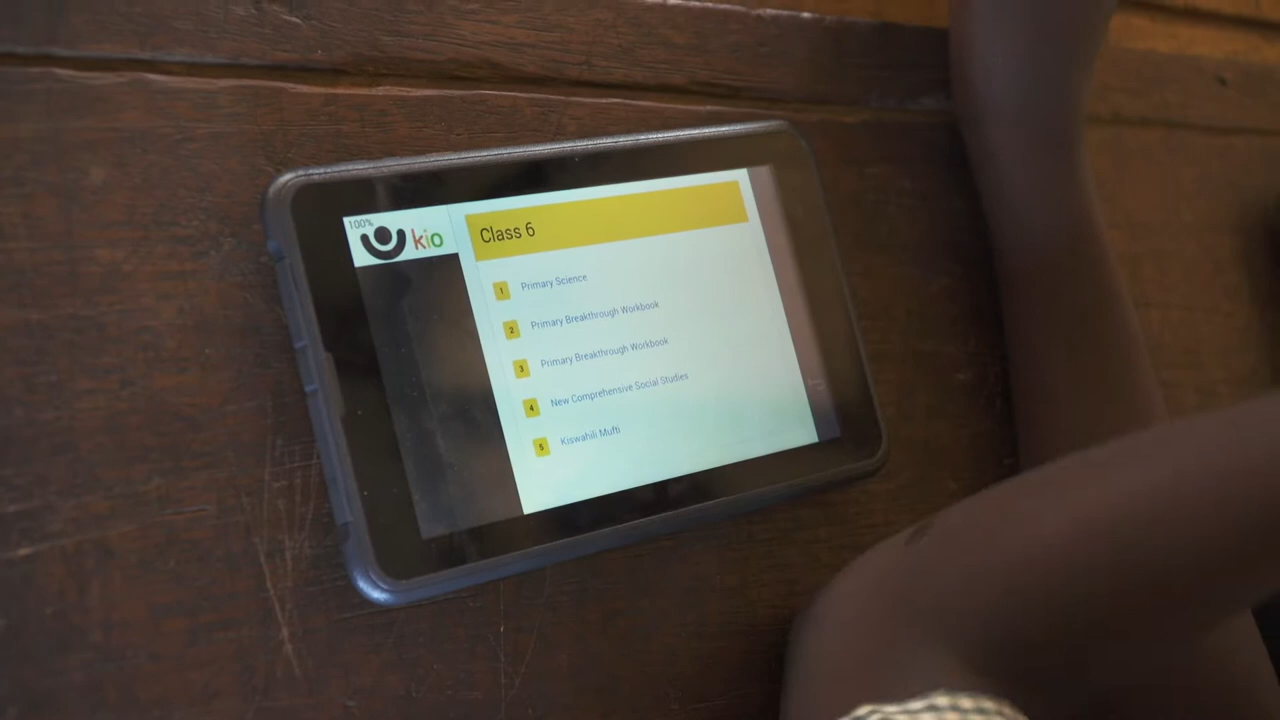 100%
kio
Class 6
1 Primary Science
2 Primary Breakthrough Workbook
3 Primary Breakthrough Workbook
4 New Comprehensive Social Studies
5 Kiswahili Mufti